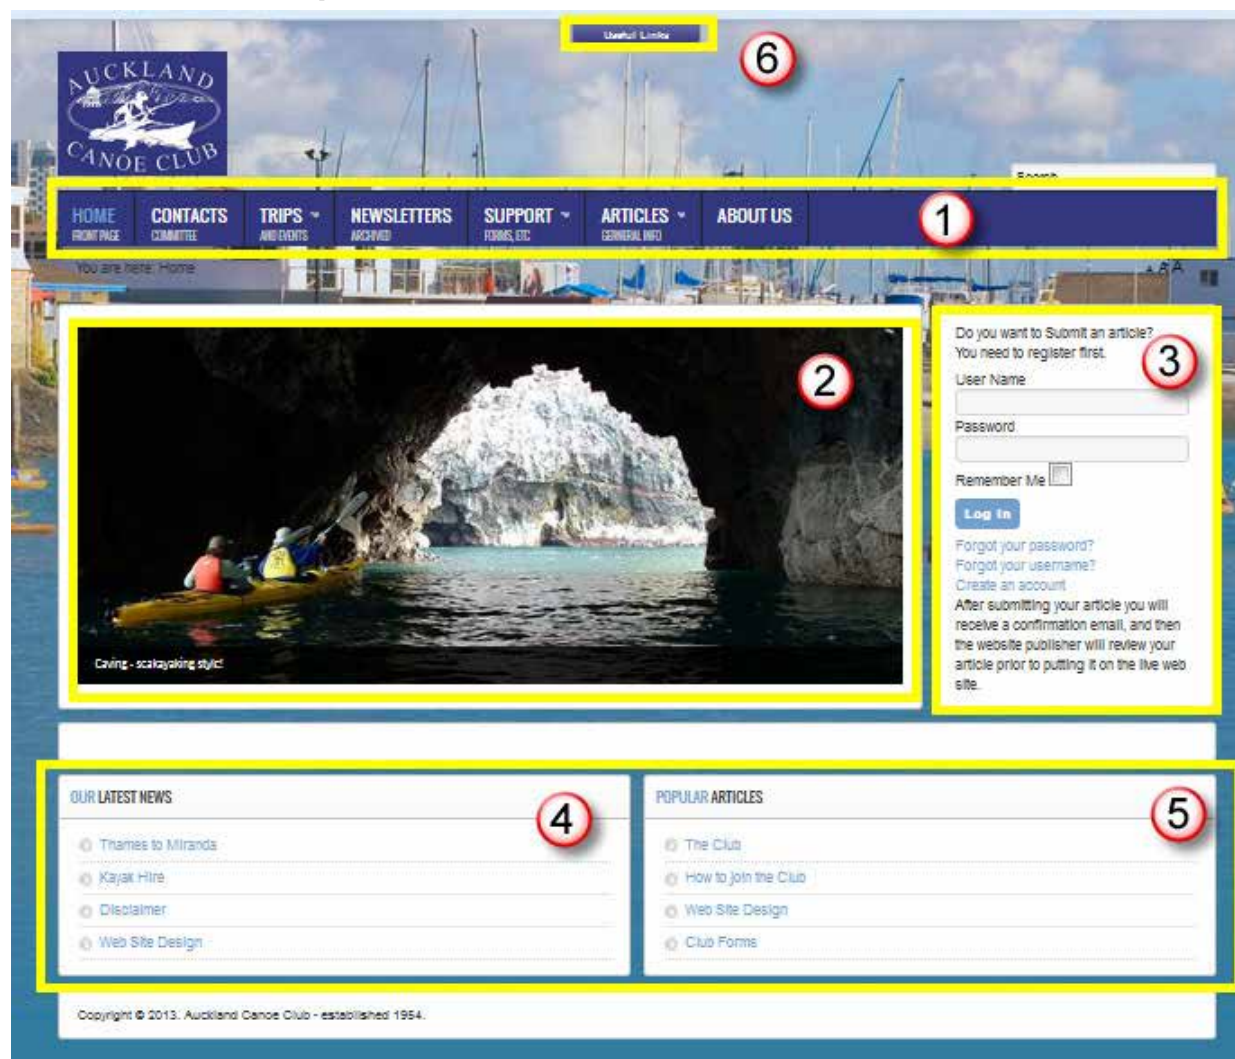 Useful Links
6
AUCKLAND
CANOE CLUB
Search
HOME
FRONT PAGE
CONTACTS
COMMITTEE
TRIPS
AND EVENTS
NEWSLETTERS
ARCHIVED
SUPPORT
FORMS, ETC
ARTICLES
ABOUT US
1
You are here: Home
A A A
2
Caving - seakayaking style!
Do you want to Submit an article?
You need to register first.
3
User Name
Password
Remember Me
Log In
Forgot your password?
Forgot your username?
Create an account
After submitting your article you will
receive a confirmation email, and then
the website publisher will review your
article prior to putting it on the live web
site.
OUR LATEST NEWS
4
Thames to Miranda
Kayak Hire
Disclaimer
Web Site Design
POPULAR ARTICLES
5
The Club
How to join the Club
Web Site Design
Club Forms
Copyright © 2013. Auckland Canoe Club - established 1954.